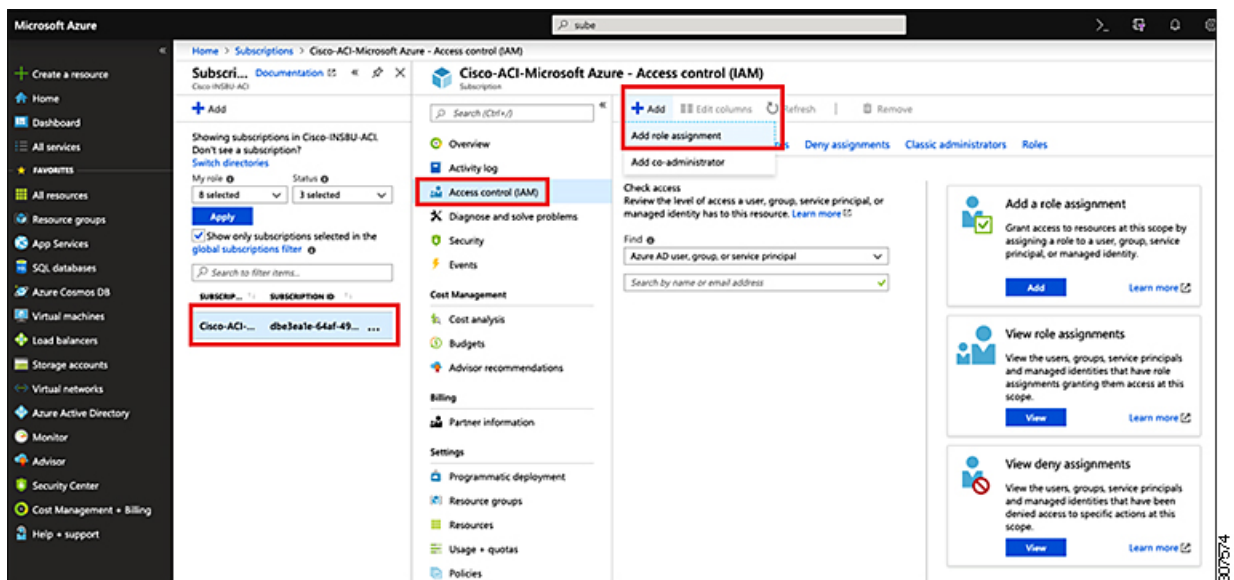 Microsoft Azure
sube
Create a resource
Home
Dashboard
All services
FAVORITES
All resources
Resource groups
App Services
SQL databases
Azure Cosmos DB
Virtual machines
Load balancers
Storage accounts
Virtual networks
Azure Active Directory
Monitor
Advisor
Security Center
Cost Management + Billing
Help + support
Home > Subscriptions > Cisco-ACI-Microsoft Azure - Access control (IAM)
Subscri... Documentation
Cisco INSBU-ACI
Add
Showing subscriptions in Cisco-INSBU-ACI.
Don't see a subscription?
Switch directories
My role Status
8 selected 3 selected
Apply
Show only subscriptions selected in the
global subscriptions filter
Search to filter items...
SUBSCRIP... SUBSCRIPTION ID
Cisco-ACI-... dbe3ea1e-64af-49... ...
Cisco-ACI-Microsoft Azure - Access control (IAM)
Subscription
Search (Ctrl+/)
Overview
Activity log
Access control (IAM)
Diagnose and solve problems
Security
Events
Cost Management
Cost analysis
Budgets
Advisor recommendations
Billing
Partner information
Settings
Programmatic deployment
Resource groups
Resources
Usage + quotas
Policies
Add Edit columns Refresh | Remove
Add role assignment
Add co-administrator
s Deny assignments Classic administrators Roles
Check access
Review the level of access a user, group, service principal, or
managed identity has to this resource. Learn more
Find
Azure AD user, group, or service principal
Search by name or email address
Add a role assignment
Grant access to resources at this scope by
assigning a role to a user, group, service
principal, or managed identity.
Add Learn more
View role assignments
View the users, groups, service principals
and managed identities that have role
assignments granting them access at this
scope.
View Learn more
View deny assignments
View the users, groups, service principals
and managed identities that have been
denied access to specific actions at this
scope.
View Learn more
307574